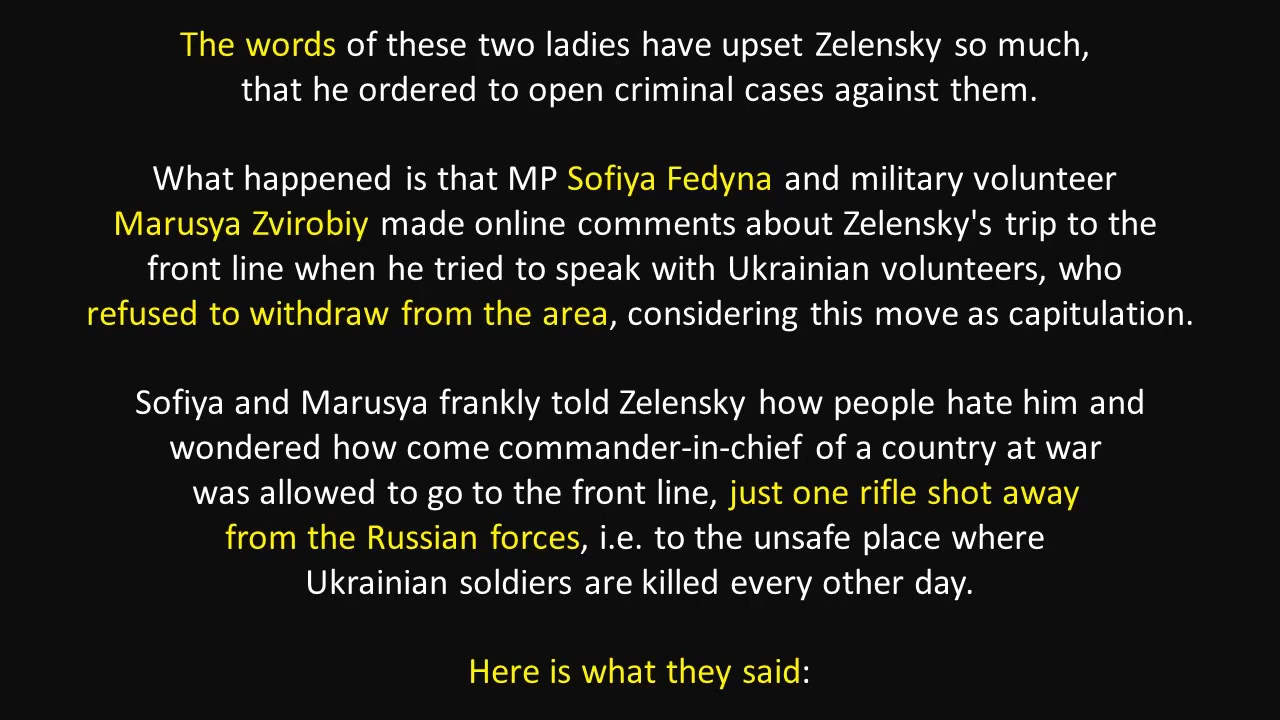 The words of these two ladies have upset Zelensky so much,
that he ordered to open criminal cases against them.
What happened is that MP Sofiya Fedyna and military volunteer
Marusya Zvirobiy made online comments about Zelensky's trip to the
front line when he tried to speak with Ukrainian volunteers, who
refused to withdraw from the area, considering this move as capitulation.
Sofiya and Marusya frankly told Zelensky how people hate him and
wondered how come commander-in-chief of a country at war
was allowed to go to the front line, just one rifle shot away
from the Russian forces, i.e. to the unsafe place where
Ukrainian soldiers are killed every other day.
Here is what they said: